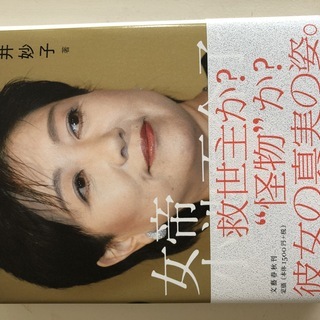 井 妙子 著
女帝
救世主か?
“怪物”か?
彼女の真実の姿。
文藝春秋刊
定価(本体1500円+税)